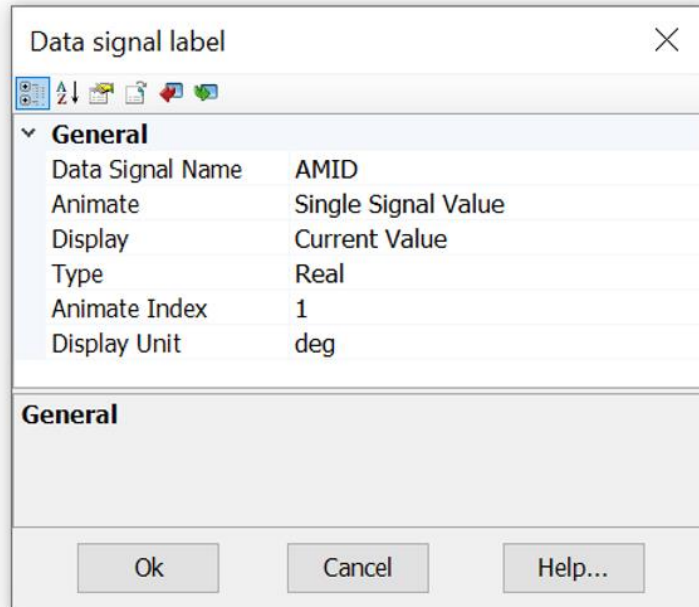 Data signal label
General
Data Signal Name AMID
Animate Single Signal Value
Display Current Value
Type Real
Animate Index 1
Display Unit deg
General
Ok Cancel Help...